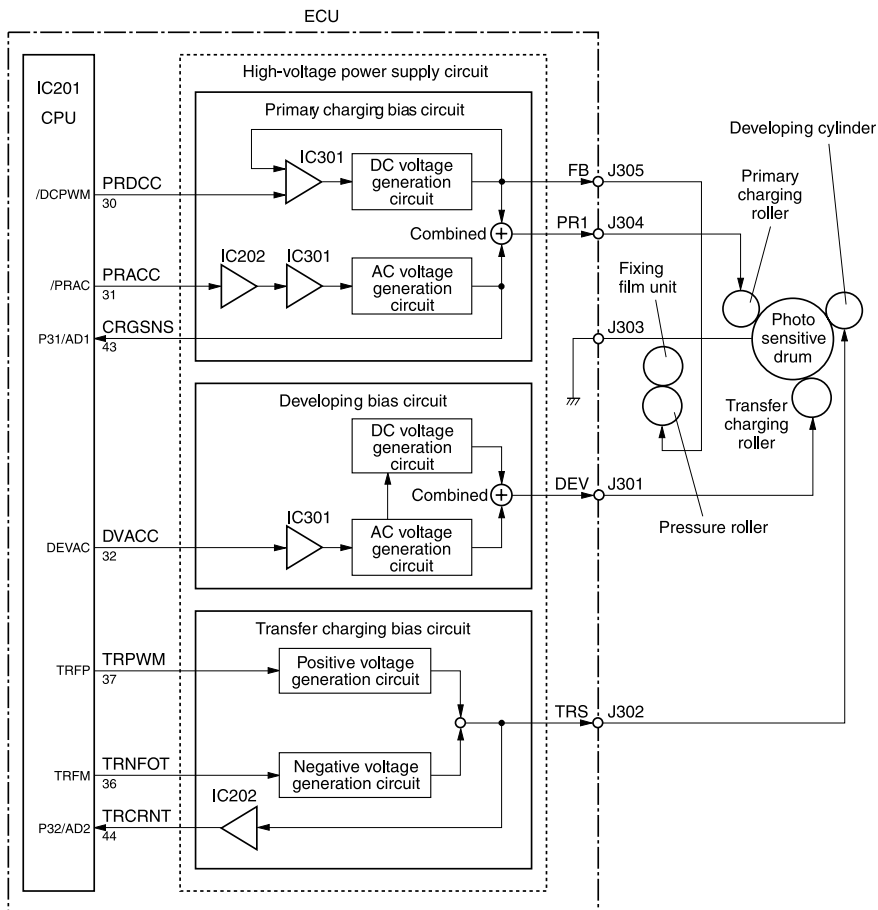 ECU
IC201
CPU
High-voltage power supply circuit
Primary charging bias circuit
IC301
DC voltage
generation
circuit
/DCPWM
PRDCC
30
FB
J305
Developing cylinder
Primary
charging
roller
Combined
PR1
J304
IC202
IC301
AC voltage
generation
circuit
/PRAC
PRACC
31
Fixing
film unit
P31/AD1
CRGSNS
43
J303
Photo
sensitive
drum
Developing bias circuit
DC voltage
generation
circuit
Transfer
charging
roller
Combined
DEV
J301
IC301
AC voltage
generation
circuit
DEVAC
DVACC
32
Pressure roller
Transfer charging bias circuit
TRFP
TRPWM
37
Positive voltage
generation circuit
TRS
J302
TRFM
TRNFOT
36
Negative voltage
generation circuit
IC202
P32/AD2
TRCRNT
44